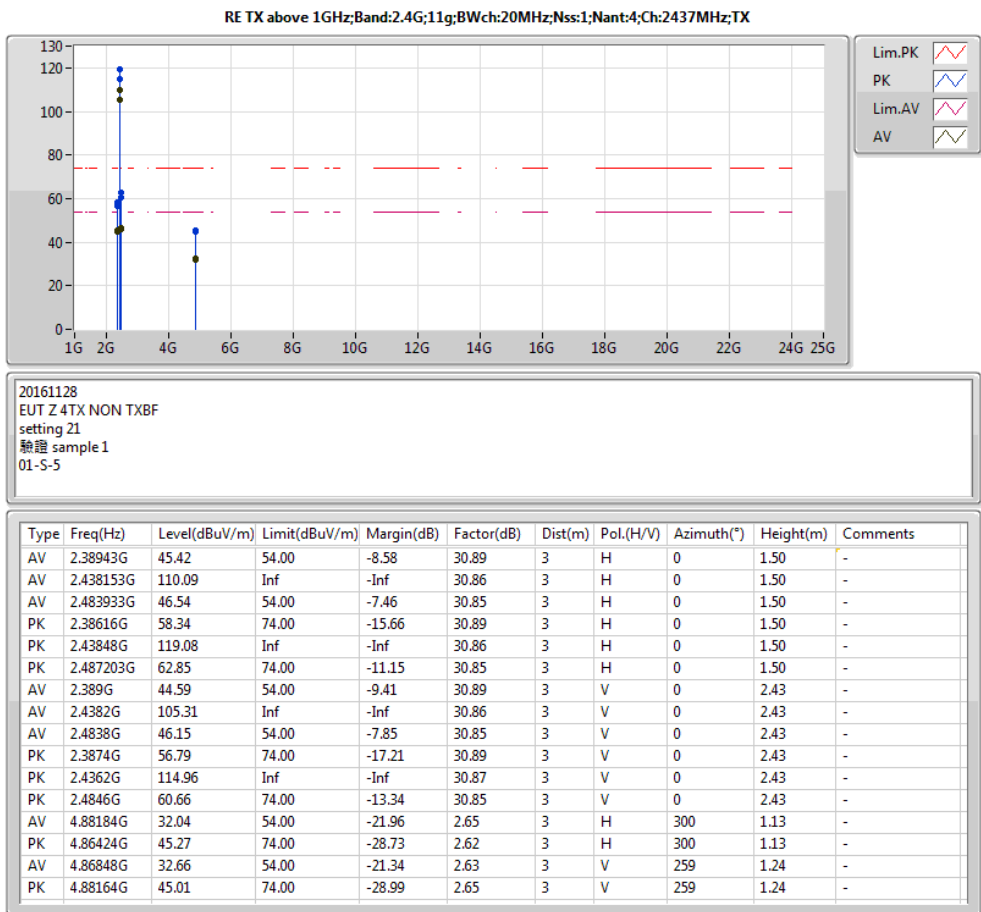 RE TX above 1GHz;Band:2.4G;11g;BWch:20MHz;Nss:1;Nant:4;Ch:2437MHz;TX
130
120
100
80
60
40
20
0
1G 2G 4G 6G 8G 10G 12G 14G 16G 18G 20G 22G 24G 25G
Lim.PK
PK
Lim.AV
AV
20161128
EUT Z 4TX NON TXBF
setting 21
驗證 sample 1
01-S-5
Type Freq(Hz) Level(dBuV/m) Limit(dBuV/m) Margin(dB) Factor(dB) Dist(m) Pol.(H/V) Azimuth(°) Height(m) Comments
AV 2.38943G 45.42 54.00 -8.58 30.89 3 H 0 1.50 -
AV 2.438153G 110.09 Inf -Inf 30.86 3 H 0 1.50 -
AV 2.483933G 46.54 54.00 -7.46 30.85 3 H 0 1.50 -
PK 2.38616G 58.34 74.00 -15.66 30.89 3 H 0 1.50 -
PK 2.43848G 119.08 Inf -Inf 30.86 3 H 0 1.50 -
PK 2.487203G 62.85 74.00 -11.15 30.85 3 H 0 1.50 -
AV 2.389G 44.59 54.00 -9.41 30.89 3 V 0 2.43 -
AV 2.4382G 105.31 Inf -Inf 30.86 3 V 0 2.43 -
AV 2.4838G 46.15 54.00 -7.85 30.85 3 V 0 2.43 -
PK 2.3874G 56.79 74.00 -17.21 30.89 3 V 0 2.43 -
PK 2.4362G 114.96 Inf -Inf 30.87 3 V 0 2.43 -
PK 2.4846G 60.66 74.00 -13.34 30.85 3 V 0 2.43 -
AV 4.88184G 32.04 54.00 -21.96 2.65 3 H 300 1.13 -
PK 4.86424G 45.27 74.00 -28.73 2.62 3 H 300 1.13 -
AV 4.86848G 32.66 54.00 -21.34 2.63 3 V 259 1.24 -
PK 4.88164G 45.01 74.00 -28.99 2.65 3 V 259 1.24 -